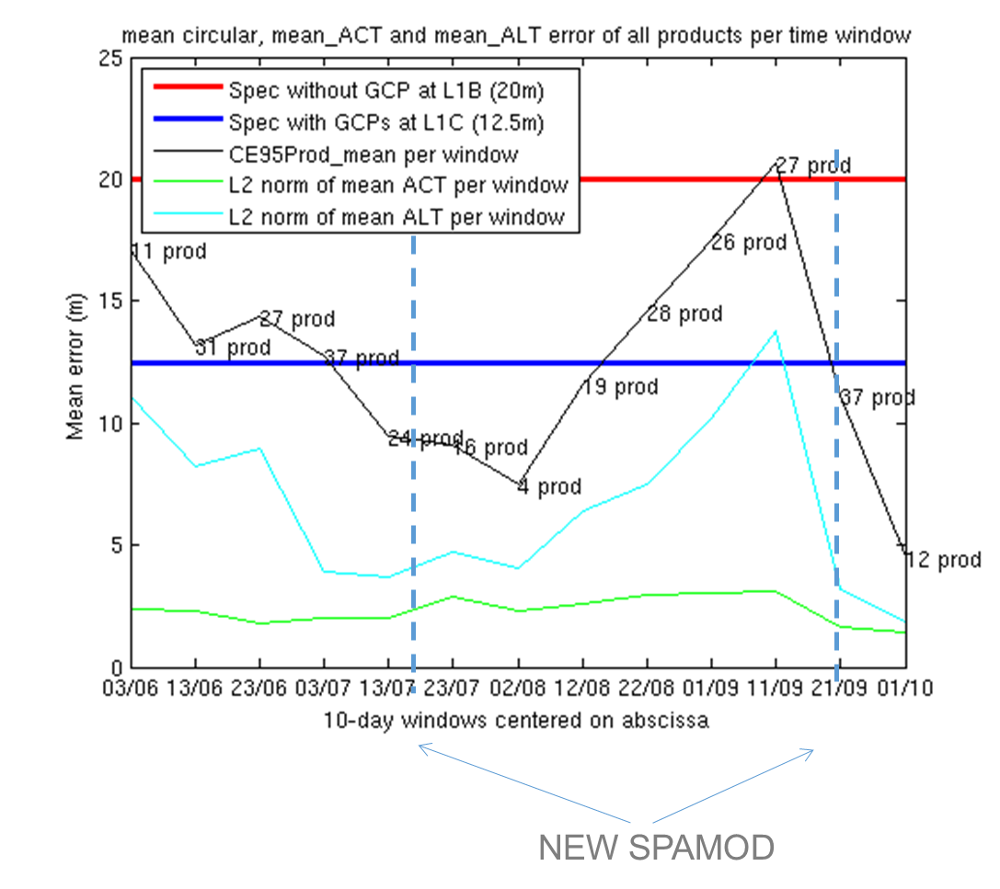 mean circular, mean_ACT and mean_ALT error of all products per time window
25
20
15
10
5
0
Mean error (m)
Spec without GCP at L1B (20m)
Spec with GCPs at L1C (12.5m)
CE95Prod_mean per window
L2 norm of mean ACT per window
L2 norm of mean ALT per window
11 prod
31 prod
27 prod
37 prod
24 prod
16 prod
4 prod
19 prod
28 prod
26 prod
27 prod
37 prod
12 prod
03/06 13/06 23/06 03/07 13/07 23/07 02/08 12/08 22/08 01/09 11/09 21/09 01/10
10-day windows centered on abscissa
NEW SPAMOD